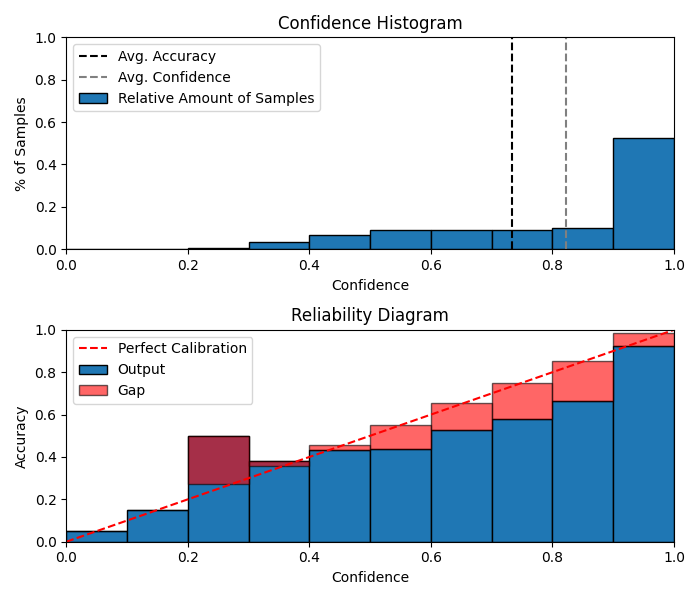 Confidence Histogram
1.0
0.8
0.6
0.4
0.2
0.0
% of Samples
Avg. Accuracy
Avg. Confidence
Relative Amount of Samples
0.0 0.2 0.4 0.6 0.8 1.0
Confidence
Reliability Diagram
1.0
0.8
0.6
0.4
0.2
0.0
Accuracy
Perfect Calibration
Output
Gap
0.0 0.2 0.4 0.6 0.8 1.0
Confidence